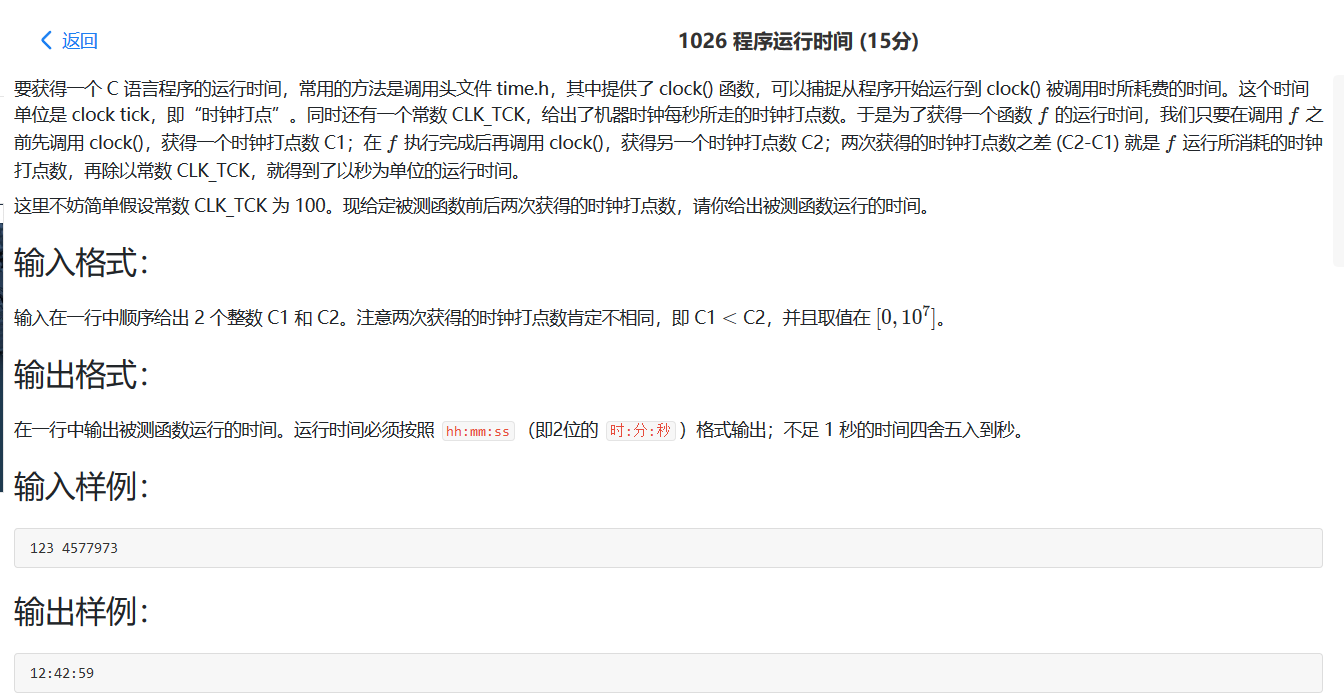 返回
1026 程序运行时间 (15分)
要获得一个 C 语言程序的运行时间，常用的方法是调用头文件 time.h，其中提供了 clock() 函数，可以捕捉从程序开始运行到 clock() 被调用时所耗费的时间。这个时间
单位是 clock tick，即“时钟打点”。同时还有一个常数 CLK_TCK，给出了机器时钟每秒所走的时钟打点数。于是为了获得一个函数 f 的运行时间，我们只要在调用 f 之
前先调用 clock()，获得一个时钟打点数 C1；在 f 执行完成后再调用 clock()，获得另一个时钟打点数 C2；两次获得的时钟打点数之差 (C2-C1) 就是 f 运行所消耗的时钟
打点数，再除以常数 CLK_TCK，就得到了以秒为单位的运行时间。
这里不妨简单假设常数 CLK_TCK 为 100。现给定被测函数前后两次获得的时钟打点数，请你给出被测函数运行的时间。
输入格式：
输入在一行中顺序给出 2 个整数 C1 和 C2。注意两次获得的时钟打点数肯定不相同，即 C1 < C2，并且取值在 [0, 10⁷]。
输出格式：
在一行中输出被测函数运行的时间。运行时间必须按照 hh:mm:ss （即2位的 时:分:秒 ）格式输出；不足 1 秒的时间四舍五入到秒。
输入样例：
123 4577973
输出样例：
12:42:59